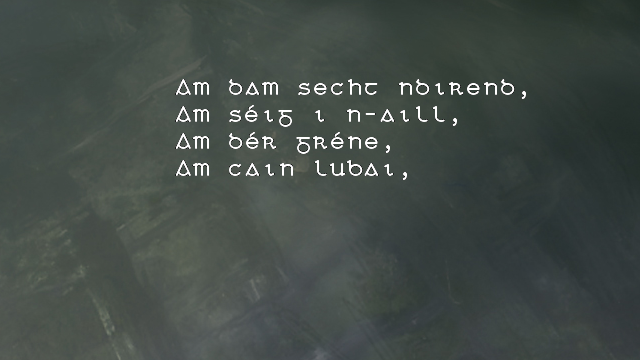 Am dam secht ndirend,
Am séig i n-aill,
Am dér gréne,
Am cain lubai,